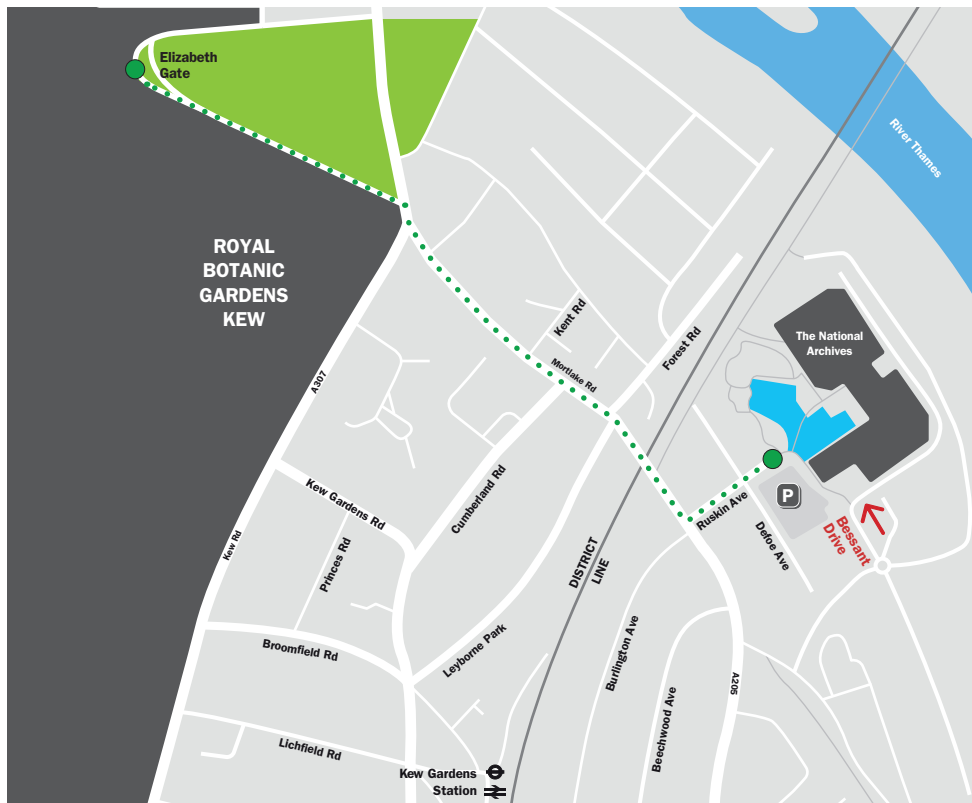 Elizabeth
Gate
River Thames
ROYAL
BOTANIC
GARDENS
KEW
Kent Rd
Forest Rd
The National
Archives
Mortlake Rd
A307
Cumberland Rd
Kew Gardens Rd
P
Ruskin Ave
Defoe Ave
Bessant
Drive
Kew Rd
Princes Rd
DISTRICT
LINE
Broomfield Rd
Leyborne Park
Burlington Ave
A205
Beechwood Ave
Lichfield Rd
Kew Gardens
Station